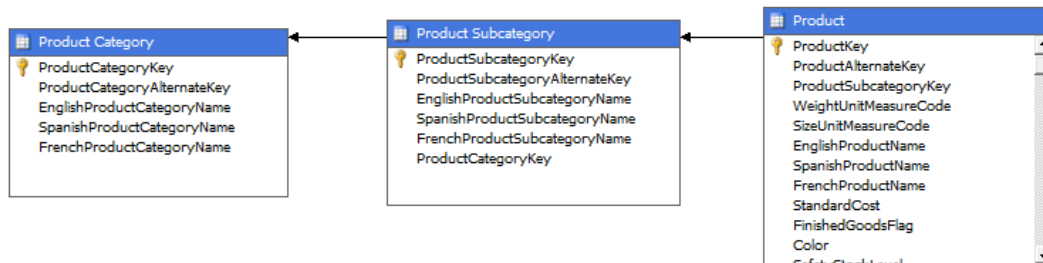 Product Category
ProductCategoryKey
ProductCategoryAlternateKey
EnglishProductCategoryName
SpanishProductCategoryName
FrenchProductCategoryName
Product Subcategory
ProductSubcategoryKey
ProductSubcategoryAlternateKey
EnglishProductSubcategoryName
SpanishProductSubcategoryName
FrenchProductSubcategoryName
ProductCategoryKey
Product
ProductKey
ProductAlternateKey
ProductSubcategoryKey
WeightUnitMeasureCode
SizeUnitMeasureCode
EnglishProductName
SpanishProductName
FrenchProductName
StandardCost
FinishedGoodsFlag
Color
SafetyStockLevel